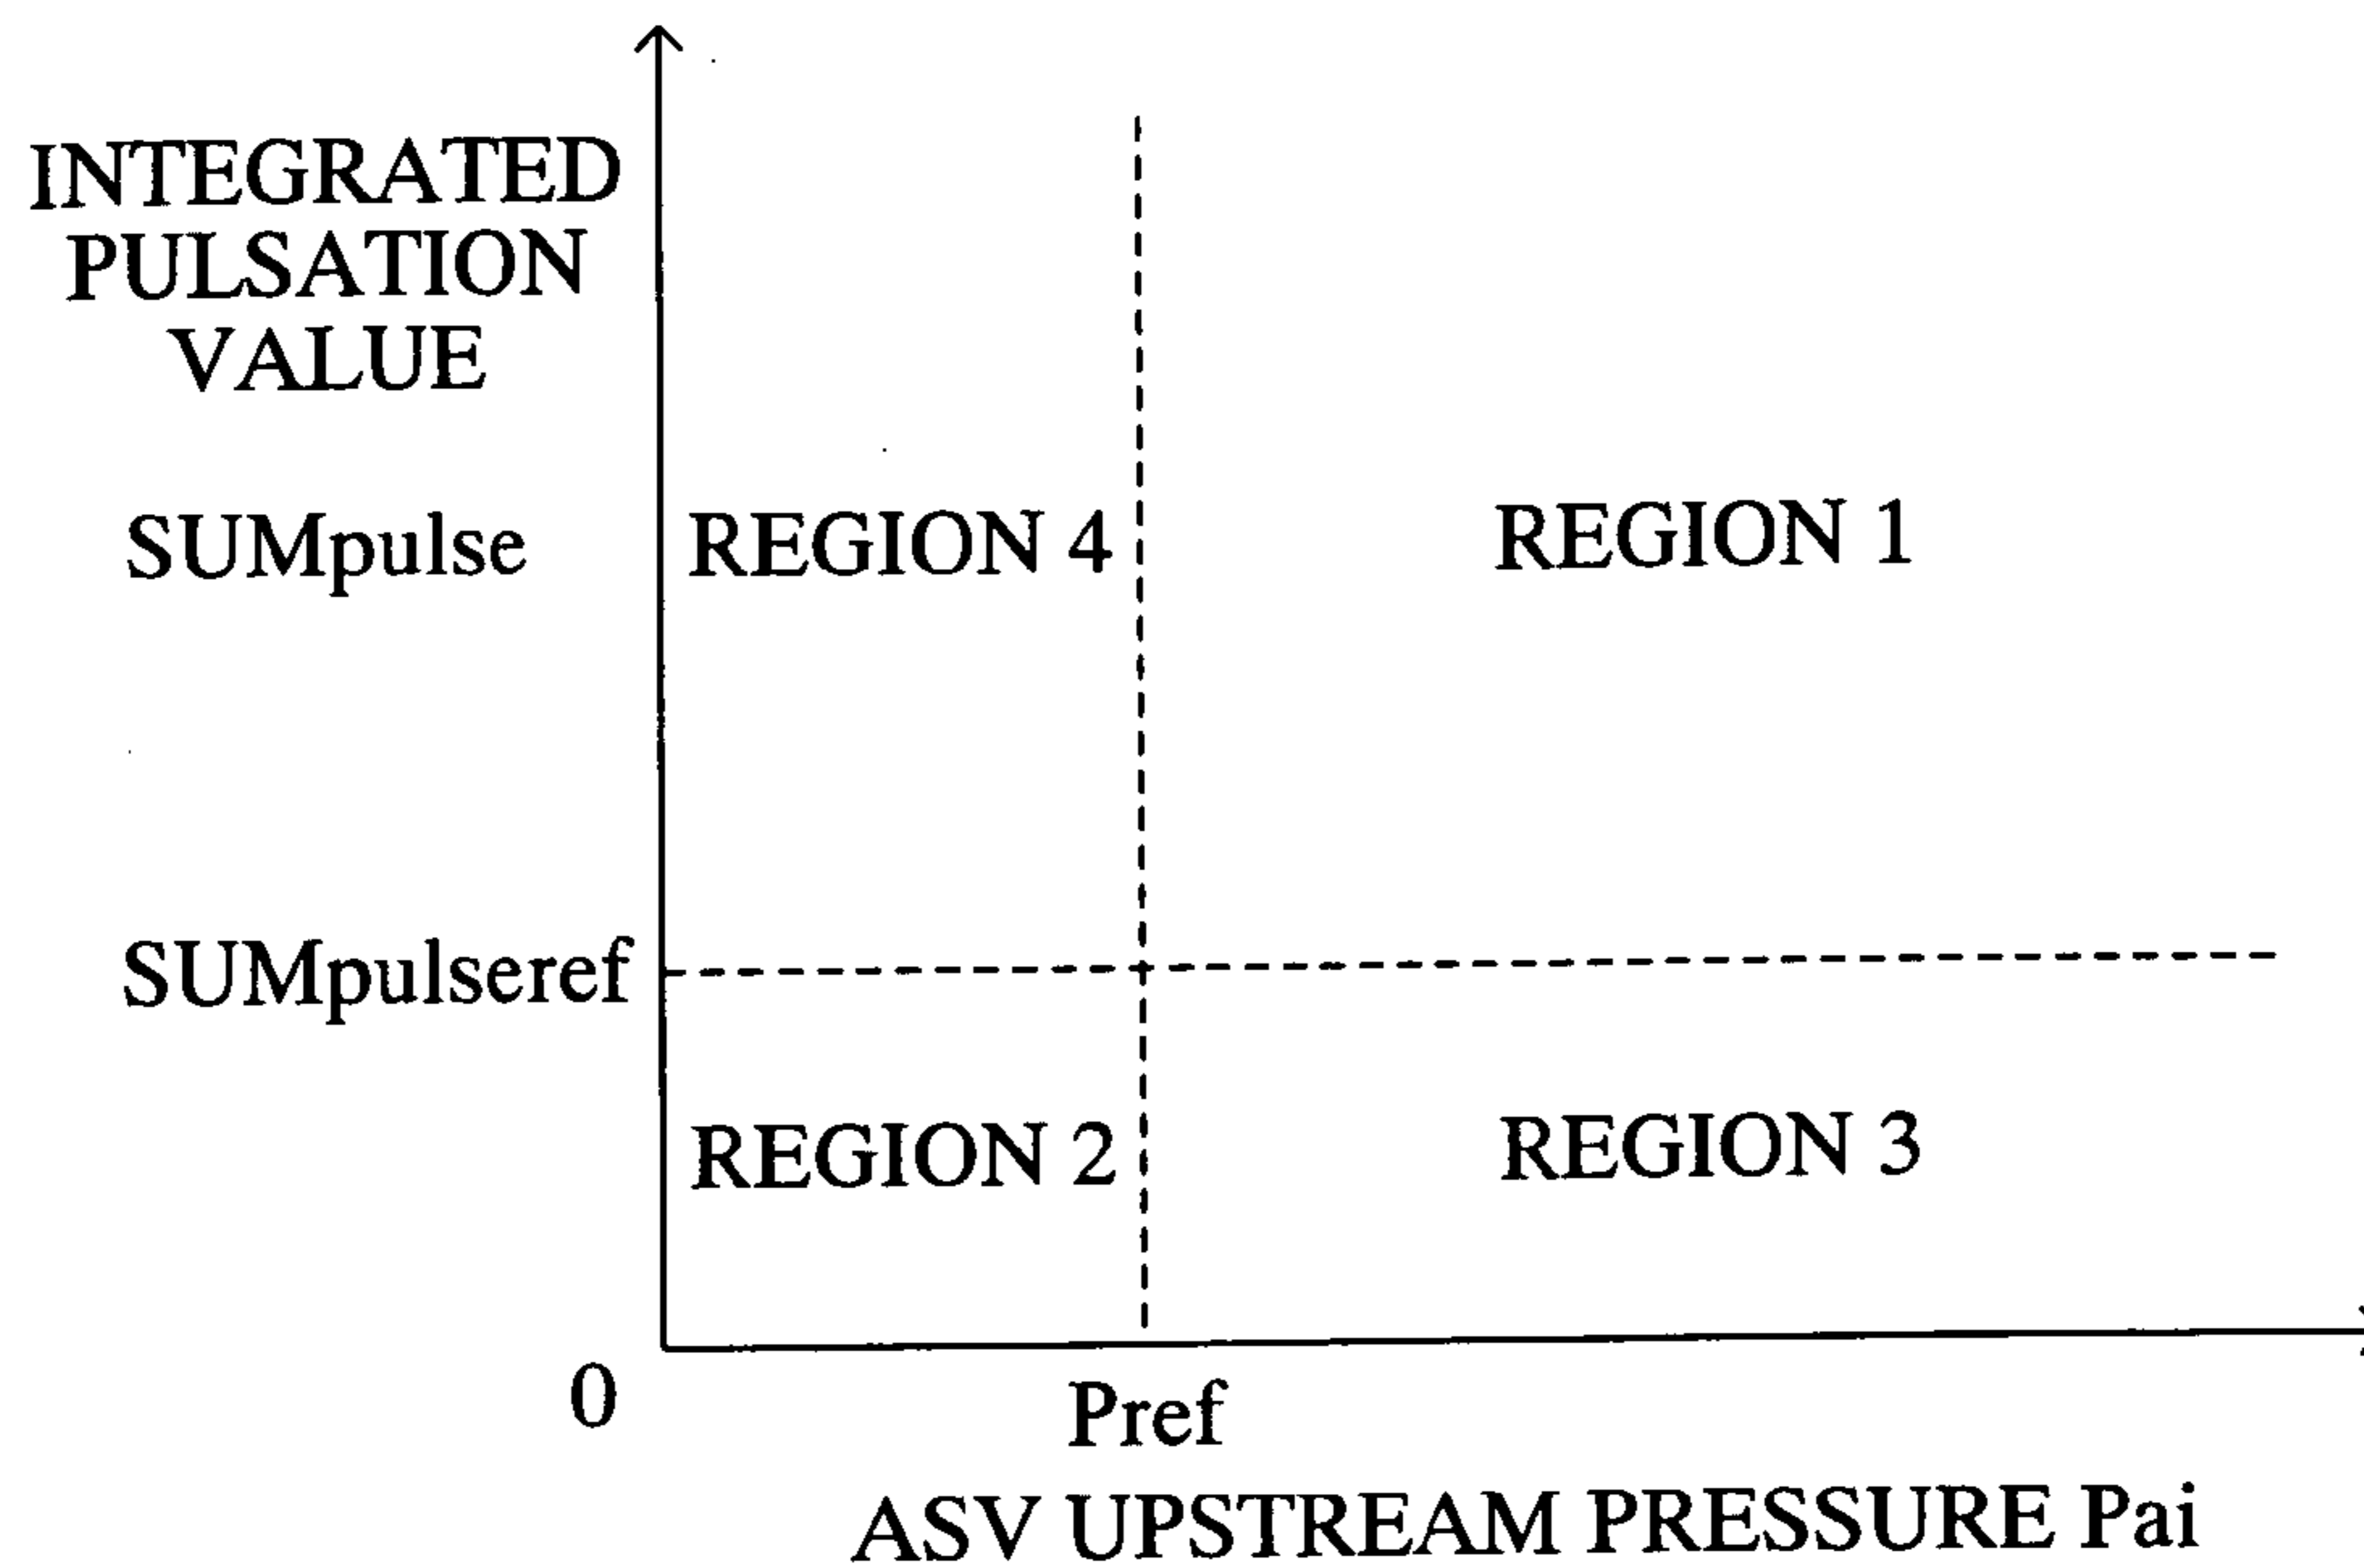 INTEGRATED
PULSATION
VALUE
SUMpulse
REGION 4
REGION 1
SUMpulseref
REGION 2
REGION 3
0
Pref
ASV UPSTREAM PRESSURE Pai